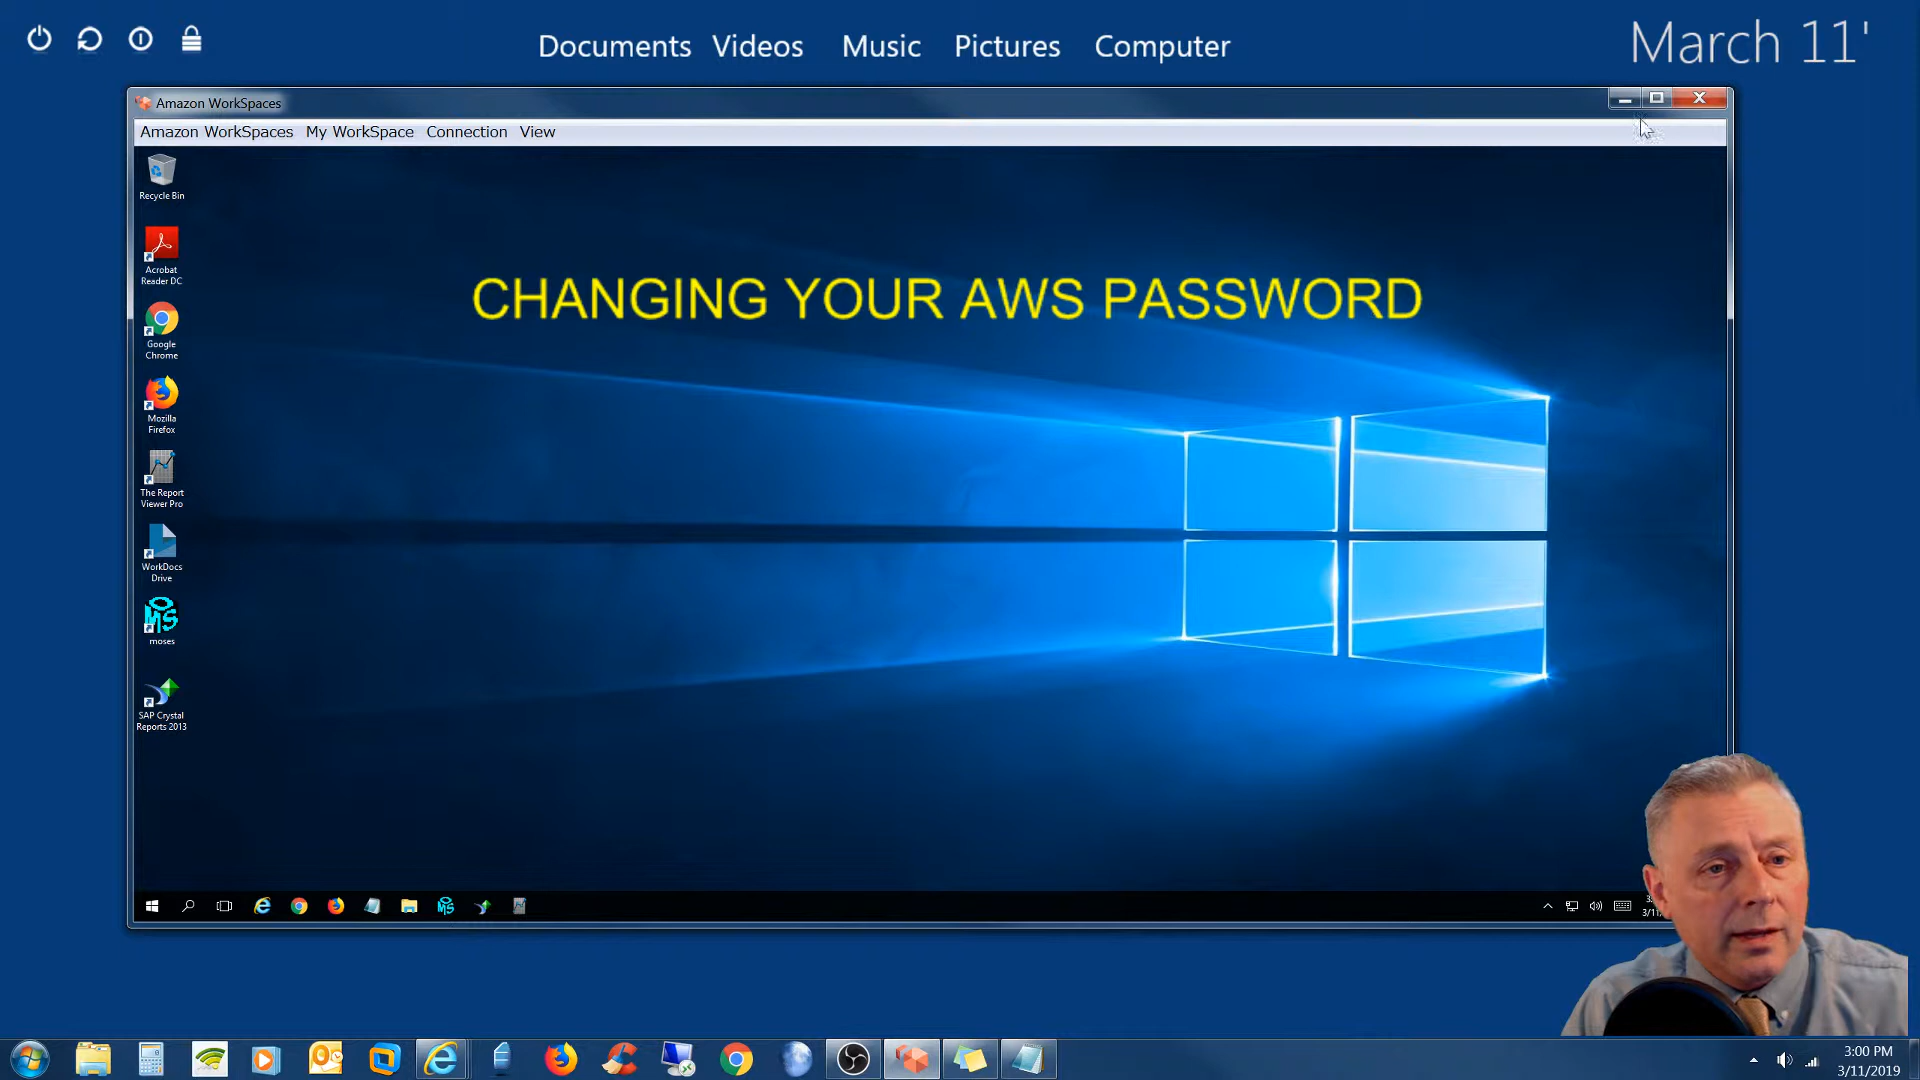 Documents Videos Music Pictures Computer
March 11'
Amazon WorkSpaces
Amazon WorkSpaces My WorkSpace Connection View
Recycle Bin
Acrobat
Reader DC
CHANGING YOUR AWS PASSWORD
Google
Chrome
Mozilla
Firefox
The Report
Viewer Pro
WorkDocs
Drive
moses
SAP Crystal
Reports 2013
3:00 PM
3/11/2019